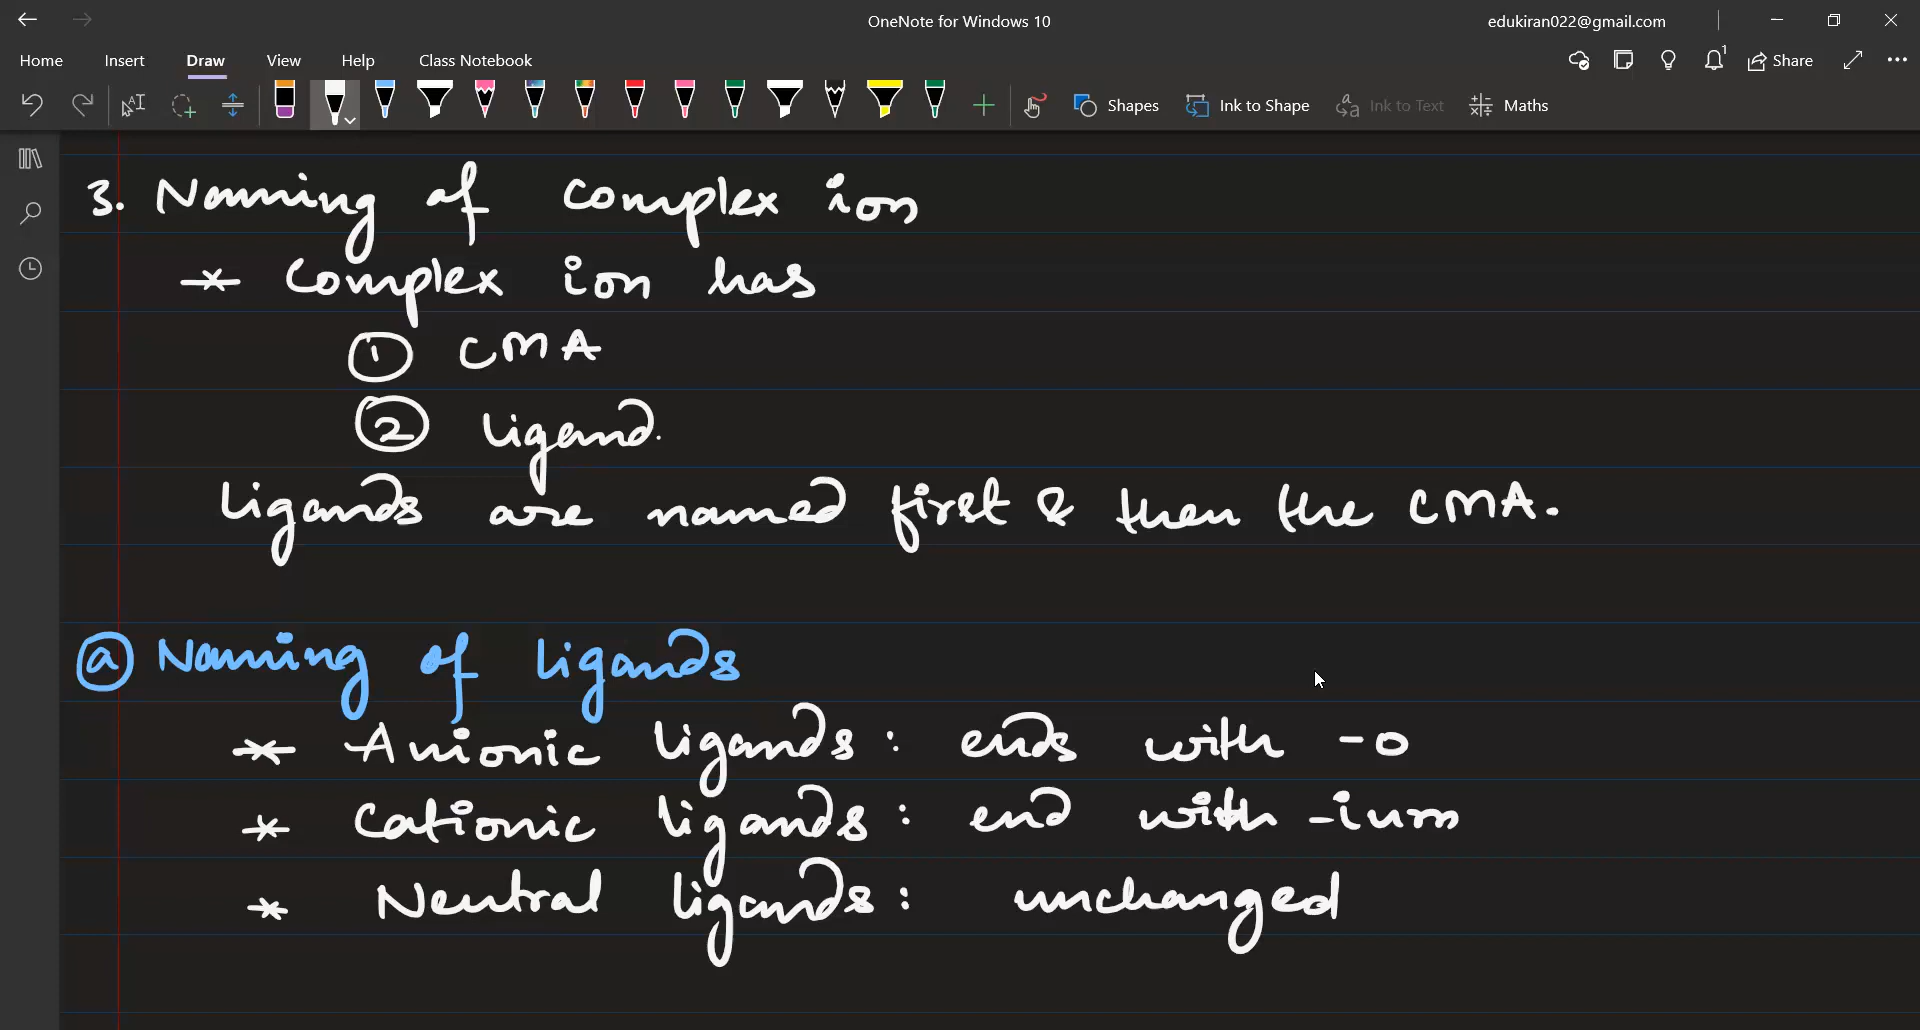 OneNote for Windows 10
edukiran022@gmail.com
Home Insert Draw View Help Class Notebook
1
Share
Shapes Ink to Shape Ink to Text Maths
3. Naming of complex ion
* Complex ion has
① CMA
② ligand.
Ligands are named first & then the CMA.
ⓐ Naming of ligands
* Anionic ligands: ends with -o
* Cationic ligands: end with -ium
* Neutral ligands: unchanged